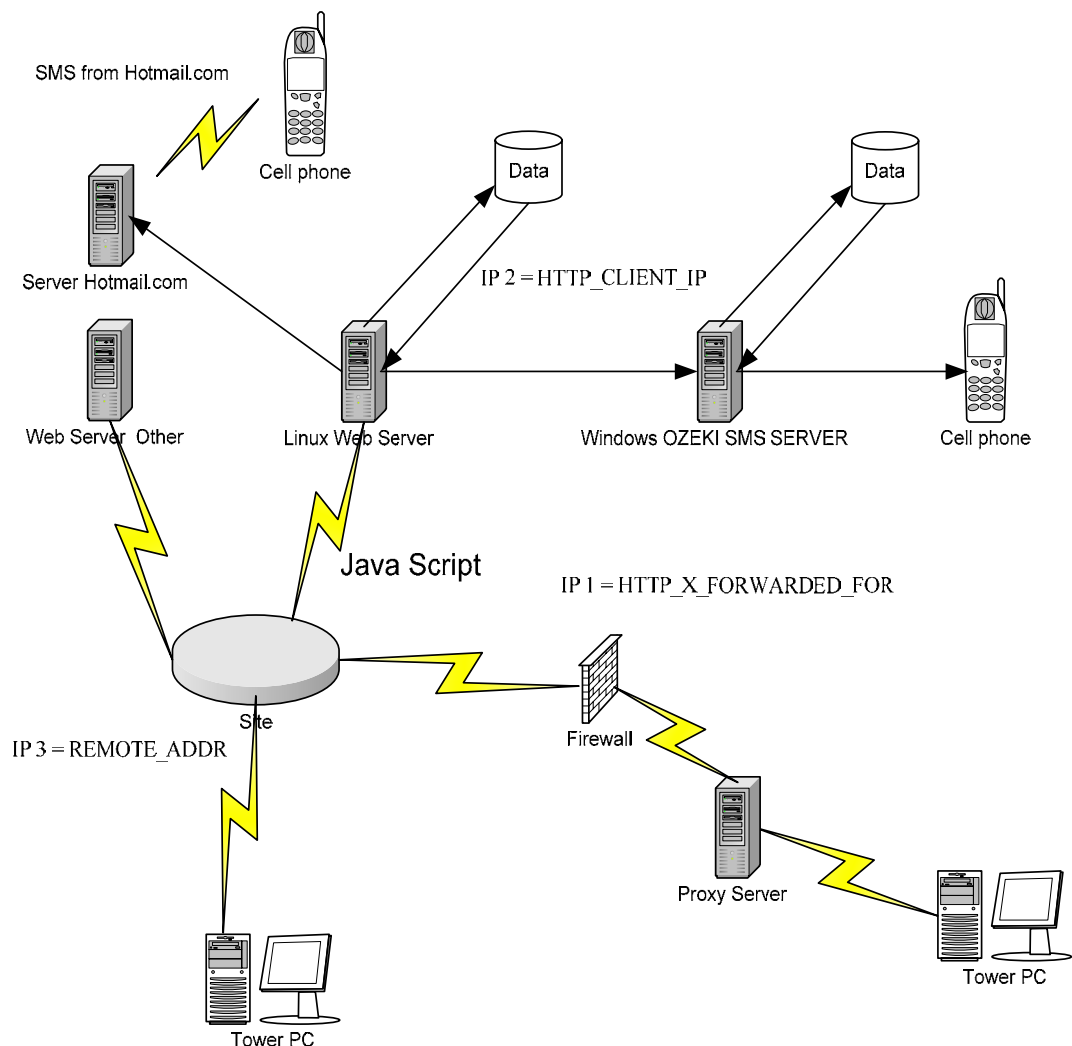 SMS from Hotmail.com
Cell phone
Data
Data
IP 2 = HTTP_CLIENT_IP
Server Hotmail.com
Web Server Other
Linux Web Server
Windows OZEKI SMS SERVER
Cell phone
Java Script
IP 1 = HTTP_X_FORWARDED_FOR
Site
Firewall
IP 3 = REMOTE_ADDR
Proxy Server
Tower PC
Tower PC